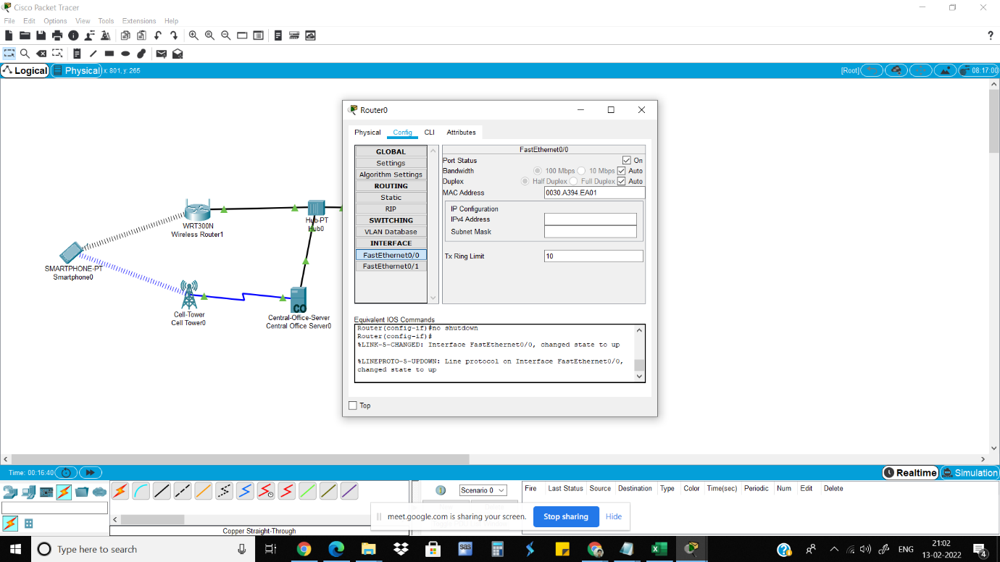 Cisco Packet Tracer
File Edit Options View Tools Extensions Help
Logical Physical x: 801, y: 265 [Root] 08:17:00
Router0
Physical Config CLI Attributes
GLOBAL
Settings
Algorithm Settings
ROUTING
Static
RIP
SWITCHING
VLAN Database
INTERFACE
FastEthernet0/0
FastEthernet0/1
FastEthernet0/0
Port Status On
Bandwidth 100 Mbps 10 Mbps Auto
Duplex Half Duplex Full Duplex Auto
MAC Address 0030.A394.EA01
IP Configuration
IPv4 Address
Subnet Mask
Tx Ring Limit 10
Equivalent IOS Commands
Router(config-if)#no shutdown
Router(config-if)#
%LINK-5-CHANGED: Interface FastEthernet0/0, changed state to up
%LINEPROTO-5-UPDOWN: Line protocol on Interface FastEthernet0/0,
changed state to up
Top
WRT300N
Wireless Router1
Hub-PT
Hub0
SMARTPHONE-PT
Smartphone0
Cell-Tower
Cell Tower0
CO
Central-Office-Server
Central Office Server0
Time: 00:16:40 Realtime Simulation
Scenario 0
Fire Last Status Source Destination Type Color Time(sec) Periodic Num Edit Delete
meet.google.com is sharing your screen. Stop sharing Hide
Copper Straight-Through
Type here to search
sas
ENG
21:02
13-02-2022
4